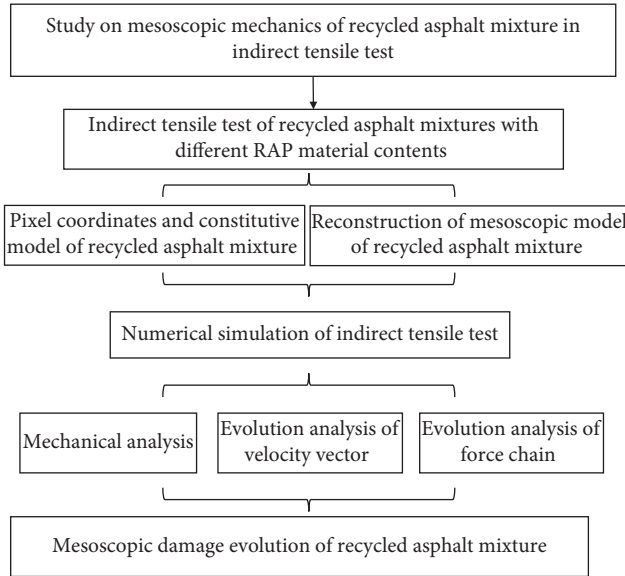 Study on mesoscopic mechanics of recycled asphalt mixture in
indirect tensile test
Indirect tensile test of recycled asphalt mixtures with
different RAP material contents
Pixel coordinates and constitutive
model of recycled asphalt mixture
Reconstruction of mesoscopic model
of recycled asphalt mixture
Numerical simulation of indirect tensile test
Mechanical analysis
Evolution analysis of
velocity vector
Evolution analysis of
force chain
Mesoscopic damage evolution of recycled asphalt mixture